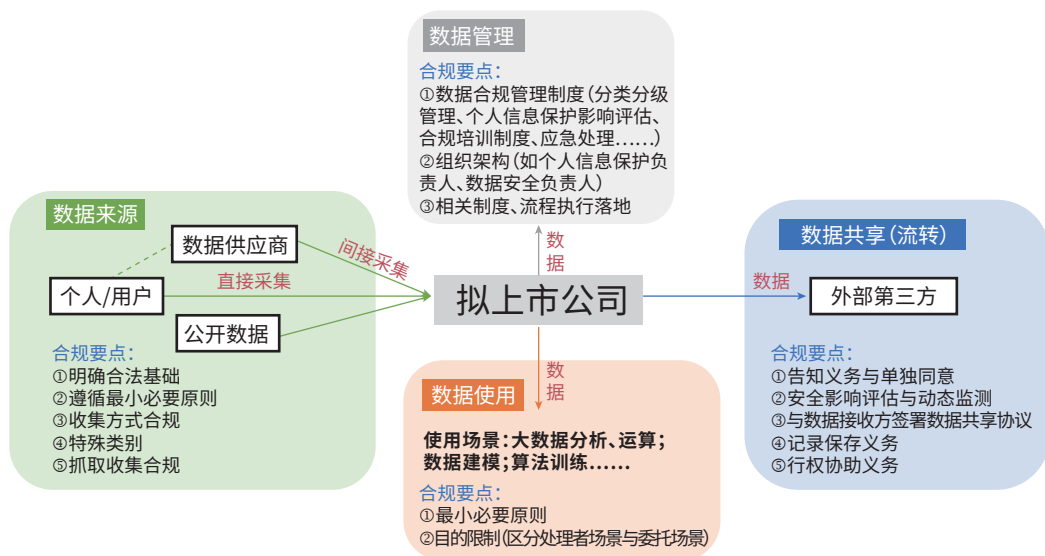 数据管理
合规要点：
①数据合规管理制度（分类分级
管理、个人信息保护影响评估、
合规培训制度、应急处理……）
②组织架构（如个人信息保护负
责人、数据安全负责人）
③相关制度、流程执行落地
数据来源
数据供应商
个人/用户
公开数据
间接采集
直接采集
合规要点：
①明确合法基础
②遵循最小必要原则
③收集方式合规
④特殊类别
⑤抓取收集合规
数据
拟上市公司
数据
数据共享（流转）
数据
外部第三方
合规要点：
①告知义务与单独同意
②安全影响评估与动态监测
③与数据接收方签署数据共享协议
④记录保存义务
⑤行权协助义务
数据使用
使用场景：大数据分析、运算；
数据建模；算法训练……
合规要点：
①最小必要原则
②目的限制（区分处理者场景与委托场景）